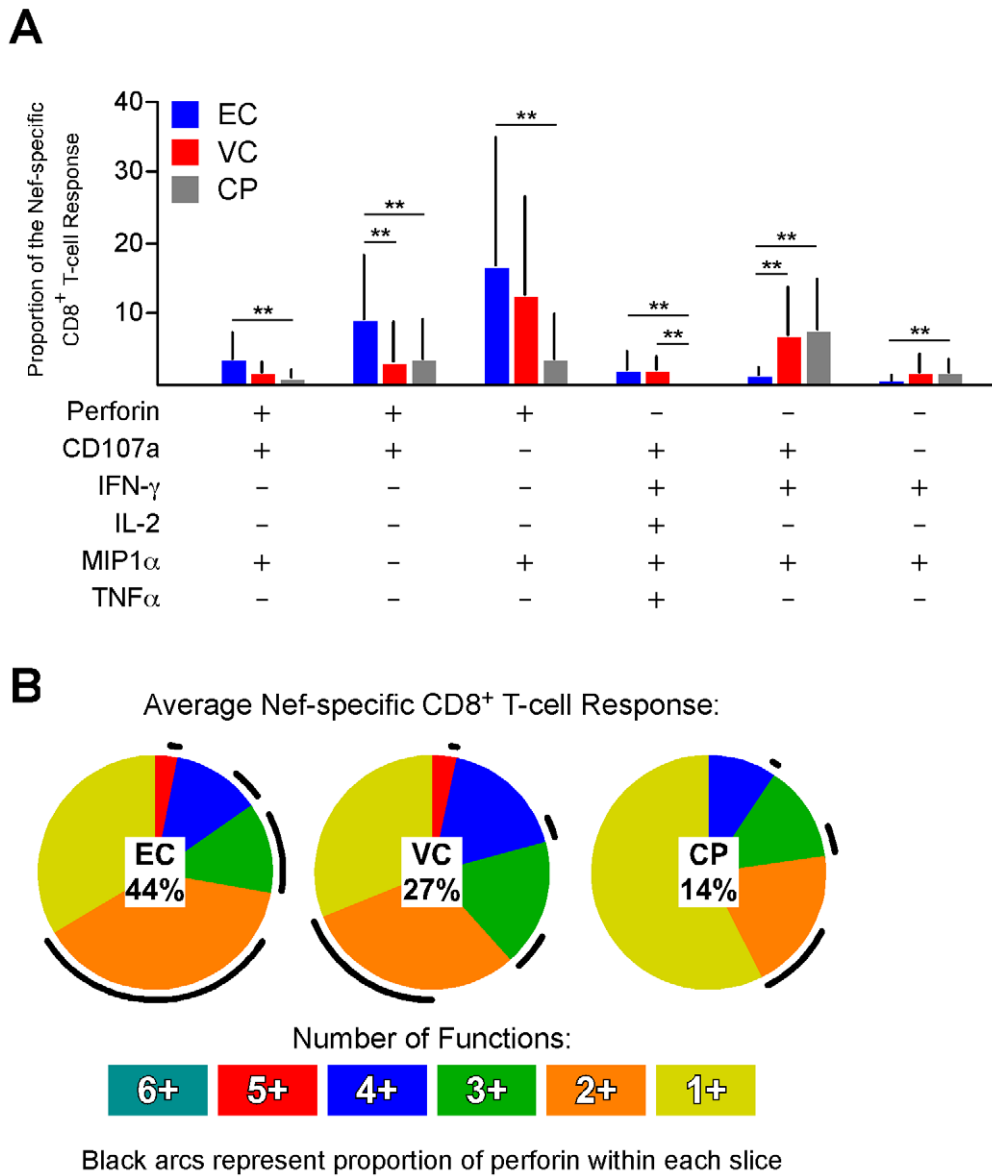 A
Proportion of the Nef-specific
CD8⁺ T-cell Response
40
30
20
10
EC
VC
CP
** ** ** ** ** ** ** ** **
Perforin + + + – – –
CD107a + + – + + –
IFN-γ – – – + + +
IL-2 – – – + – –
MIP1α + – + + + +
TNFα – – – + – –
B
Average Nef-specific CD8⁺ T-cell Response:
EC
44%
VC
27%
CP
14%
Number of Functions:
6+ 5+ 4+ 3+ 2+ 1+
Black arcs represent proportion of perforin within each slice